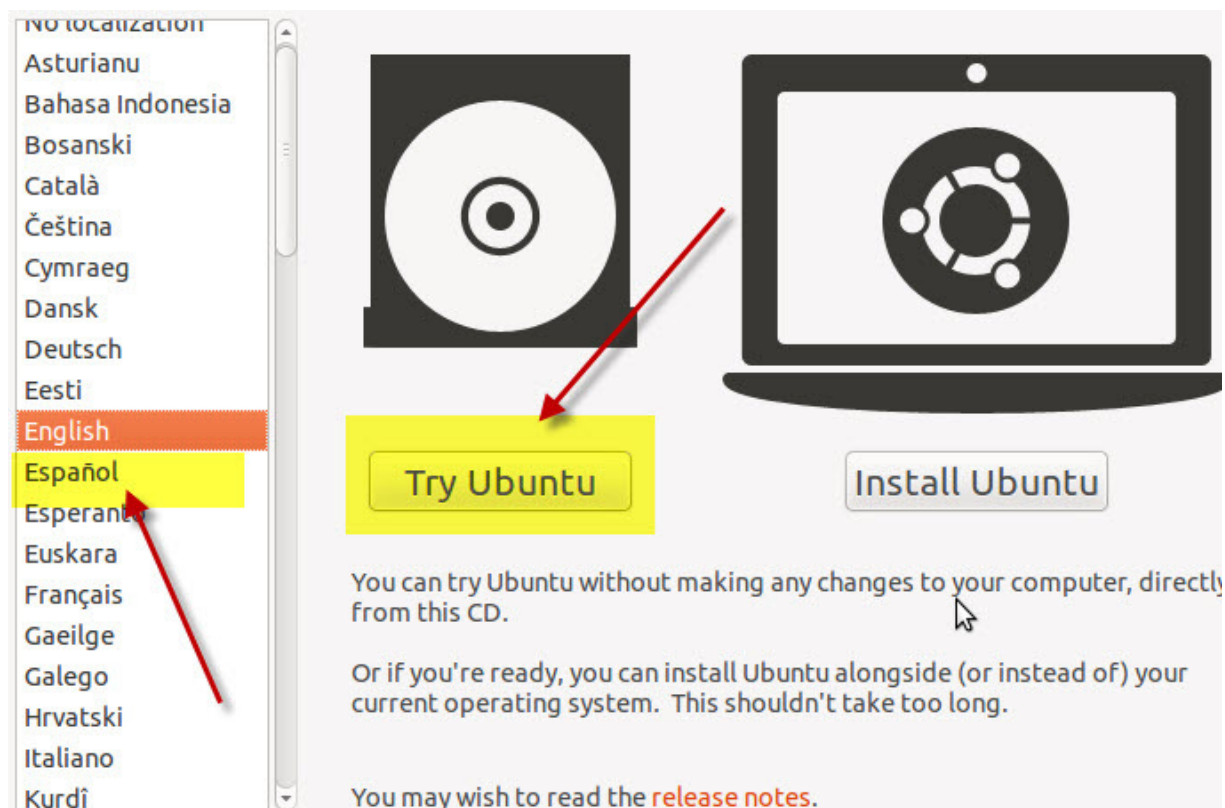 No localization
Asturianu
Bahasa Indonesia
Bosanski
Català
Čeština
Cymraeg
Dansk
Deutsch
Eesti
English
Español
Esperanto
Euskara
Français
Gaeilge
Galego
Hrvatski
Italiano
Kurdî
Try Ubuntu
Install Ubuntu
You can try Ubuntu without making any changes to your computer, directly
from this CD.
Or if you're ready, you can install Ubuntu alongside (or instead of) your
current operating system. This shouldn't take too long.
You may wish to read the release notes.